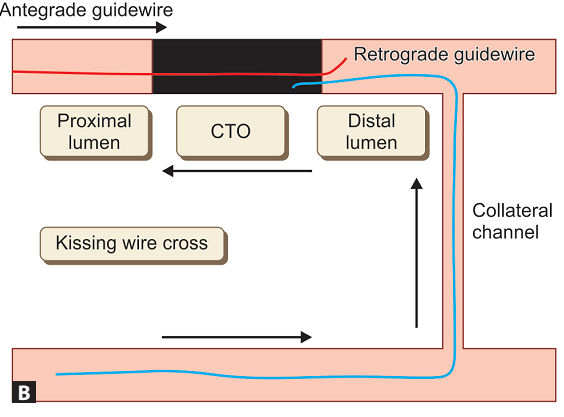 Antegrade guidewire
Retrograde guidewire
Proximal
lumen
CTO
Distal
lumen
Collateral
channel
Kissing wire cross
B